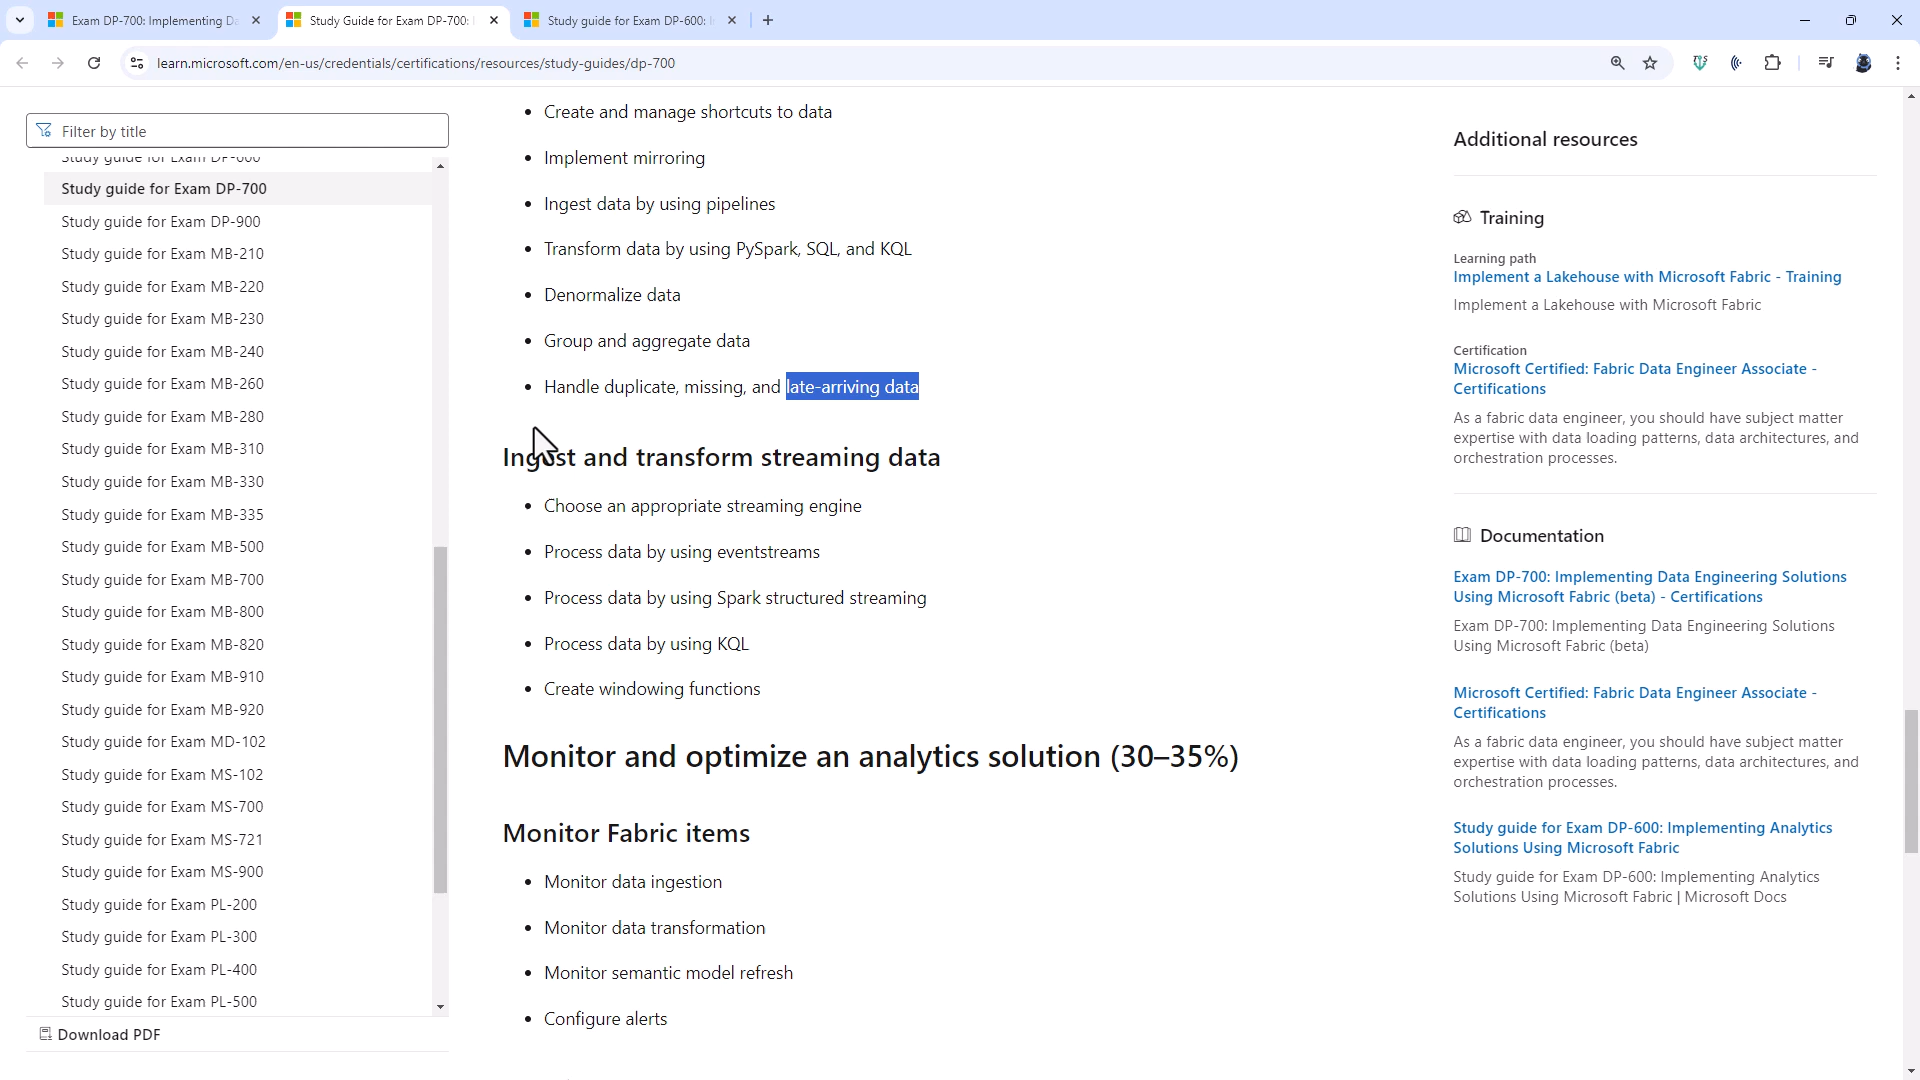 Exam DP-700: Implementing Da
Study Guide for Exam DP-700: I
Study guide for Exam DP-600: I
learn.microsoft.com/en-us/credentials/certifications/resources/study-guides/dp-700
Filter by title
Study guide for Exam DP-600
Study guide for Exam DP-700
Study guide for Exam DP-900
Study guide for Exam MB-210
Study guide for Exam MB-220
Study guide for Exam MB-230
Study guide for Exam MB-240
Study guide for Exam MB-260
Study guide for Exam MB-280
Study guide for Exam MB-310
Study guide for Exam MB-330
Study guide for Exam MB-335
Study guide for Exam MB-500
Study guide for Exam MB-700
Study guide for Exam MB-800
Study guide for Exam MB-820
Study guide for Exam MB-910
Study guide for Exam MB-920
Study guide for Exam MD-102
Study guide for Exam MS-102
Study guide for Exam MS-700
Study guide for Exam MS-721
Study guide for Exam MS-900
Study guide for Exam PL-200
Study guide for Exam PL-300
Study guide for Exam PL-400
Study guide for Exam PL-500
Download PDF
Create and manage shortcuts to data
Implement mirroring
Ingest data by using pipelines
Transform data by using PySpark, SQL, and KQL
Denormalize data
Group and aggregate data
Handle duplicate, missing, and late-arriving data
Ingest and transform streaming data
Choose an appropriate streaming engine
Process data by using eventstreams
Process data by using Spark structured streaming
Process data by using KQL
Create windowing functions
Monitor and optimize an analytics solution (30–35%)
Monitor Fabric items
Monitor data ingestion
Monitor data transformation
Monitor semantic model refresh
Configure alerts
Additional resources
Training
Learning path
Implement a Lakehouse with Microsoft Fabric - Training
Implement a Lakehouse with Microsoft Fabric
Certification
Microsoft Certified: Fabric Data Engineer Associate -
Certifications
As a fabric data engineer, you should have subject matter
expertise with data loading patterns, data architectures, and
orchestration processes.
Documentation
Exam DP-700: Implementing Data Engineering Solutions
Using Microsoft Fabric (beta) - Certifications
Exam DP-700: Implementing Data Engineering Solutions
Using Microsoft Fabric (beta)
Microsoft Certified: Fabric Data Engineer Associate -
Certifications
As a fabric data engineer, you should have subject matter
expertise with data loading patterns, data architectures, and
orchestration processes.
Study guide for Exam DP-600: Implementing Analytics
Solutions Using Microsoft Fabric
Study guide for Exam DP-600: Implementing Analytics
Solutions Using Microsoft Fabric | Microsoft Docs